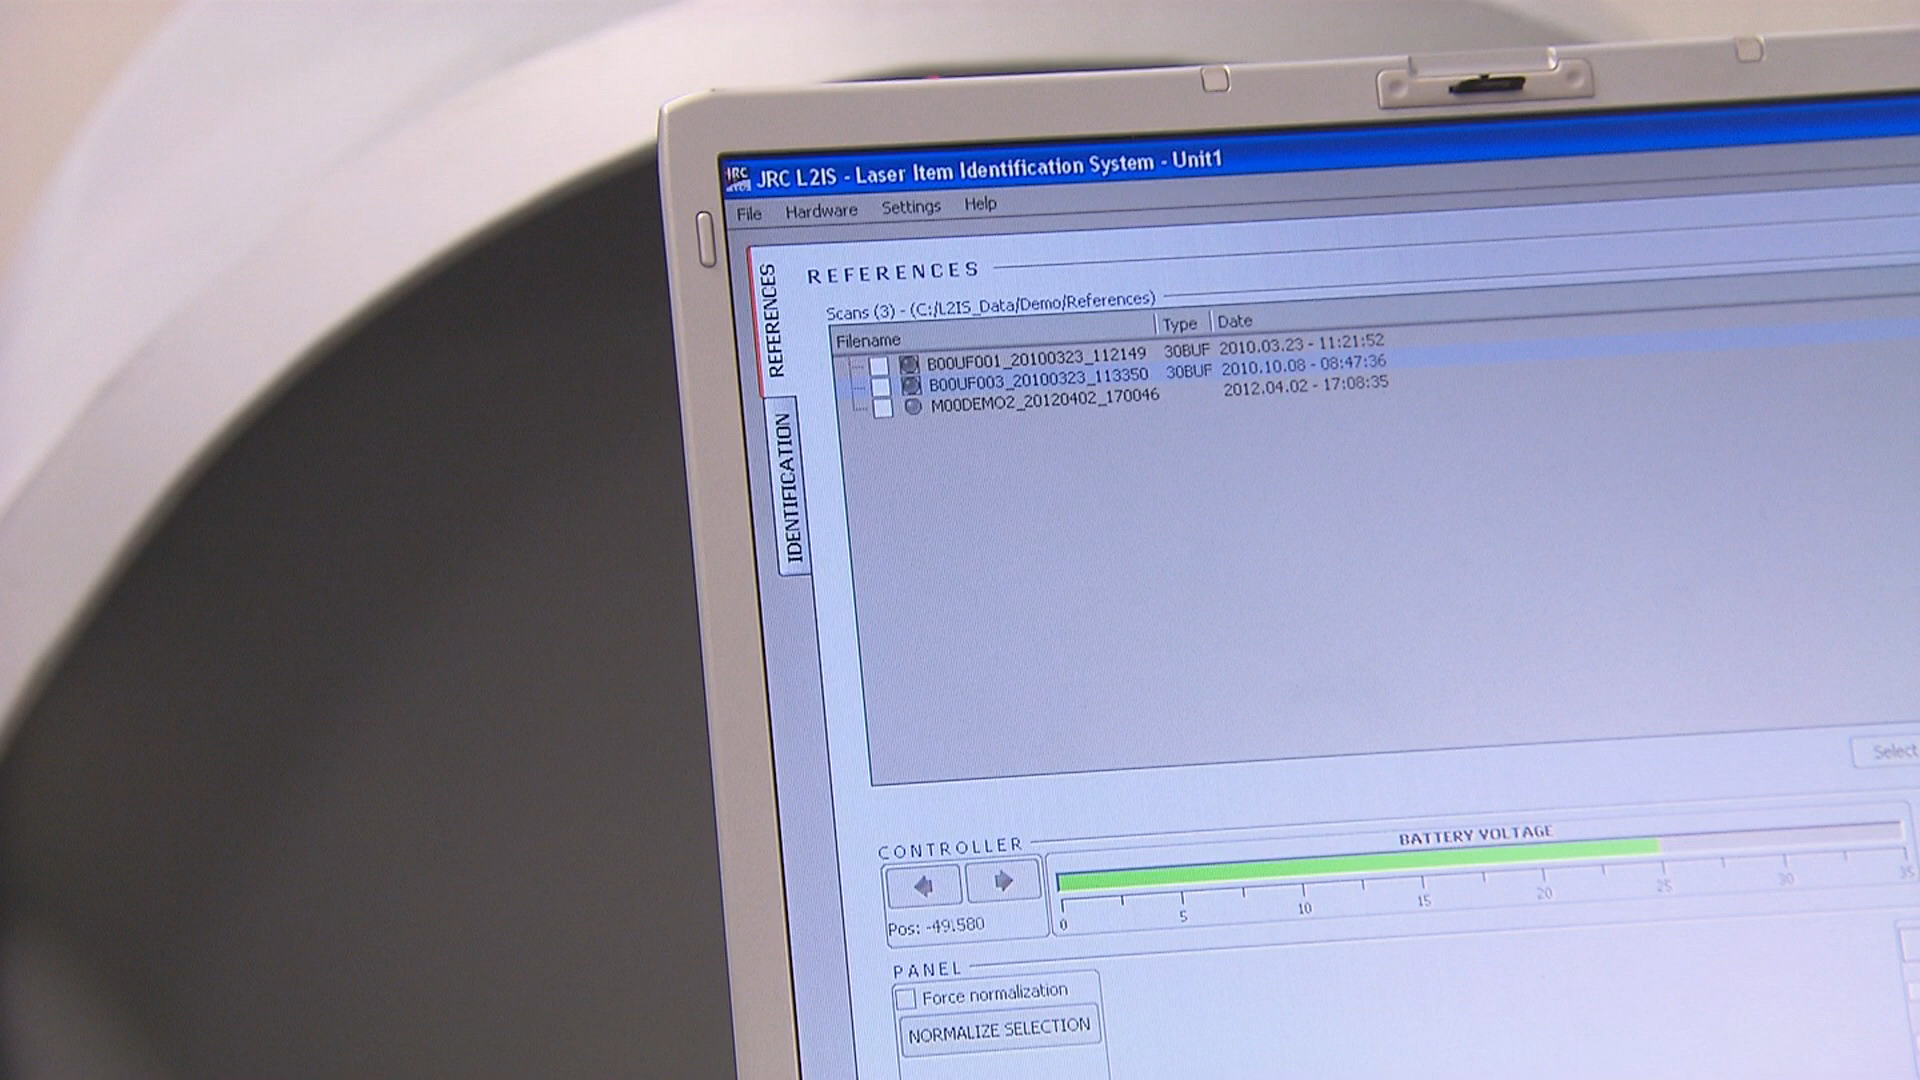 JRC L2IS - Laser Item Identification System - Unit1
File Hardware Settings Help
REFERENCES
IDENTIFICATION
REFERENCES
Scans (3) - (C:/L2IS_Data/Demo/References)
Filename Type Date
B00UF001_20100323_112149 30BUF 2010.03.23 - 11:21:52
B00UF003_20100323_113350 30BUF 2010.10.08 - 08:47:36
M00DEMO2_20120402_170046 2012.04.02 - 17:08:35
Select
CONTROLLER
BATTERY VOLTAGE
0 5 10 15 20 25 30 35
Pos: -49.580
PANEL
Force normalization
NORMALIZE SELECTION